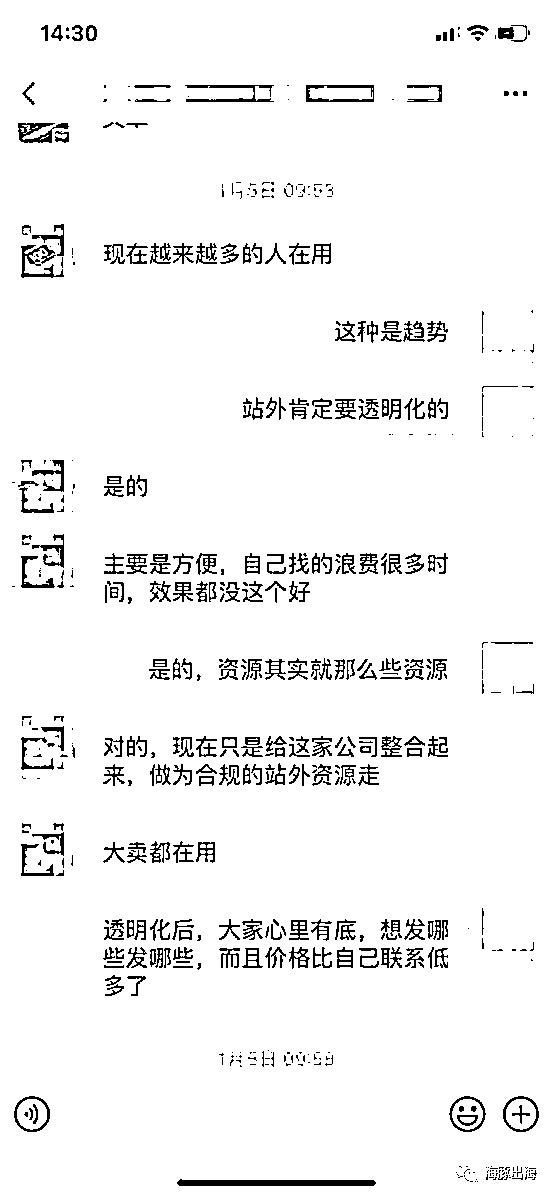 14:30
1月5日 09:53
现在越来越多的人在用
这种是趋势
站外肯定要透明化的
是的
主要是方便，自己找的浪费很多时
间，效果都没这个好
是的，资源其实就那么些资源
对的，现在只是给这家公司整合起
来，做为合规的站外资源走
大卖都在用
透明化后，大家心里有底，想发哪
些发哪些，而且价格比自己联系低
多了
1月5日 09:59
海豚出海